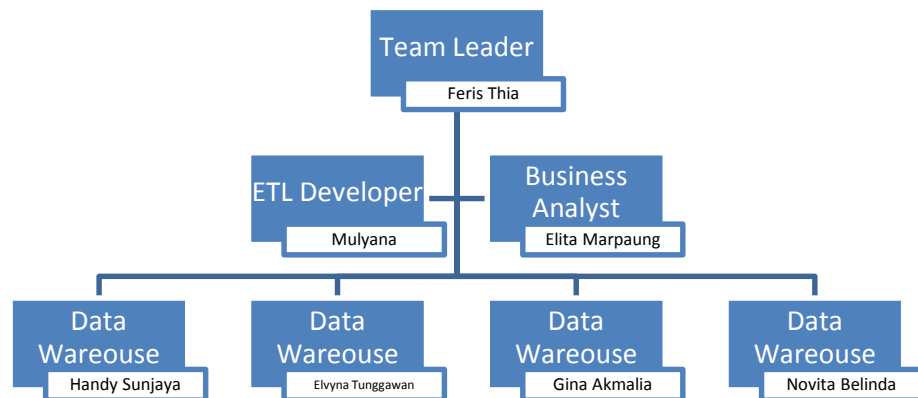 Team Leader
Feris Thia
ETL Developer
Mulyana
Business
Analyst
Elita Marpaung
Data
Wareouse
Handy Sunjaya
Data
Wareouse
Elvyna Tunggawan
Data
Wareouse
Gina Akmalia
Data
Wareouse
Novita Belinda